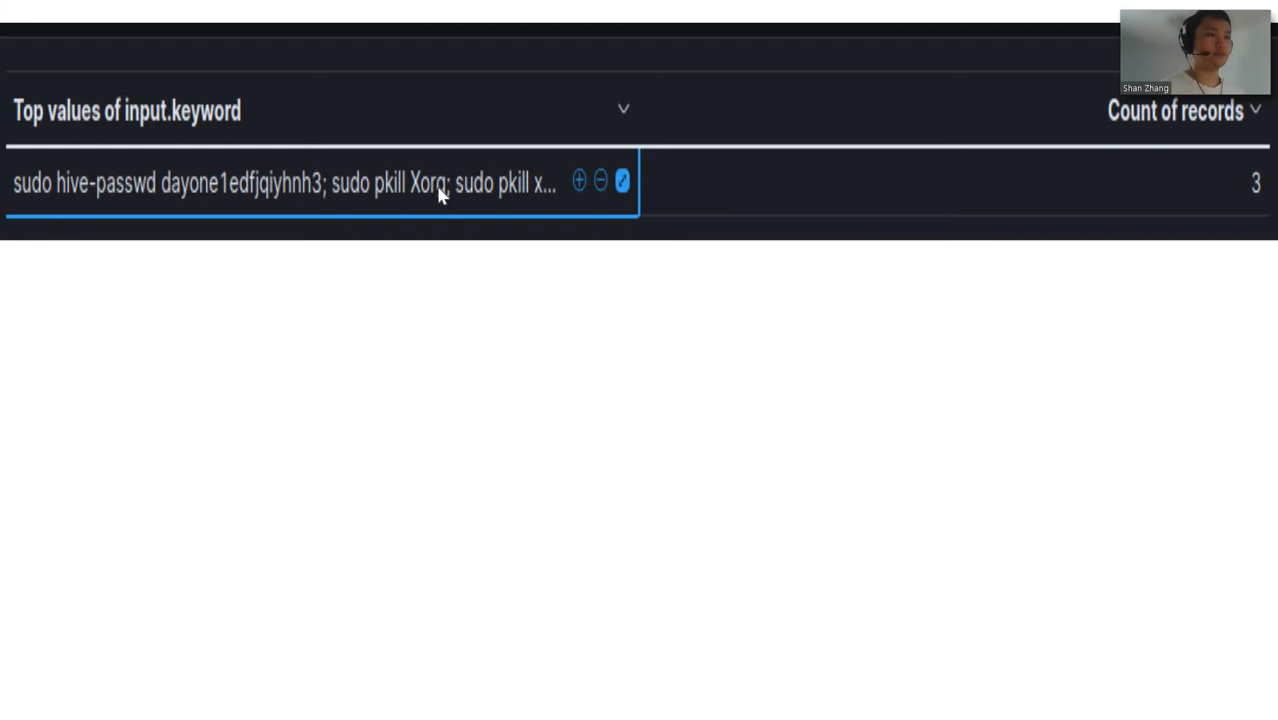 Shan Zhang
Top values of input.keyword
Count of records
sudo hive-passwd dayone1edfjqiyhnh3; sudo pkill Xorg; sudo pkill x...
3